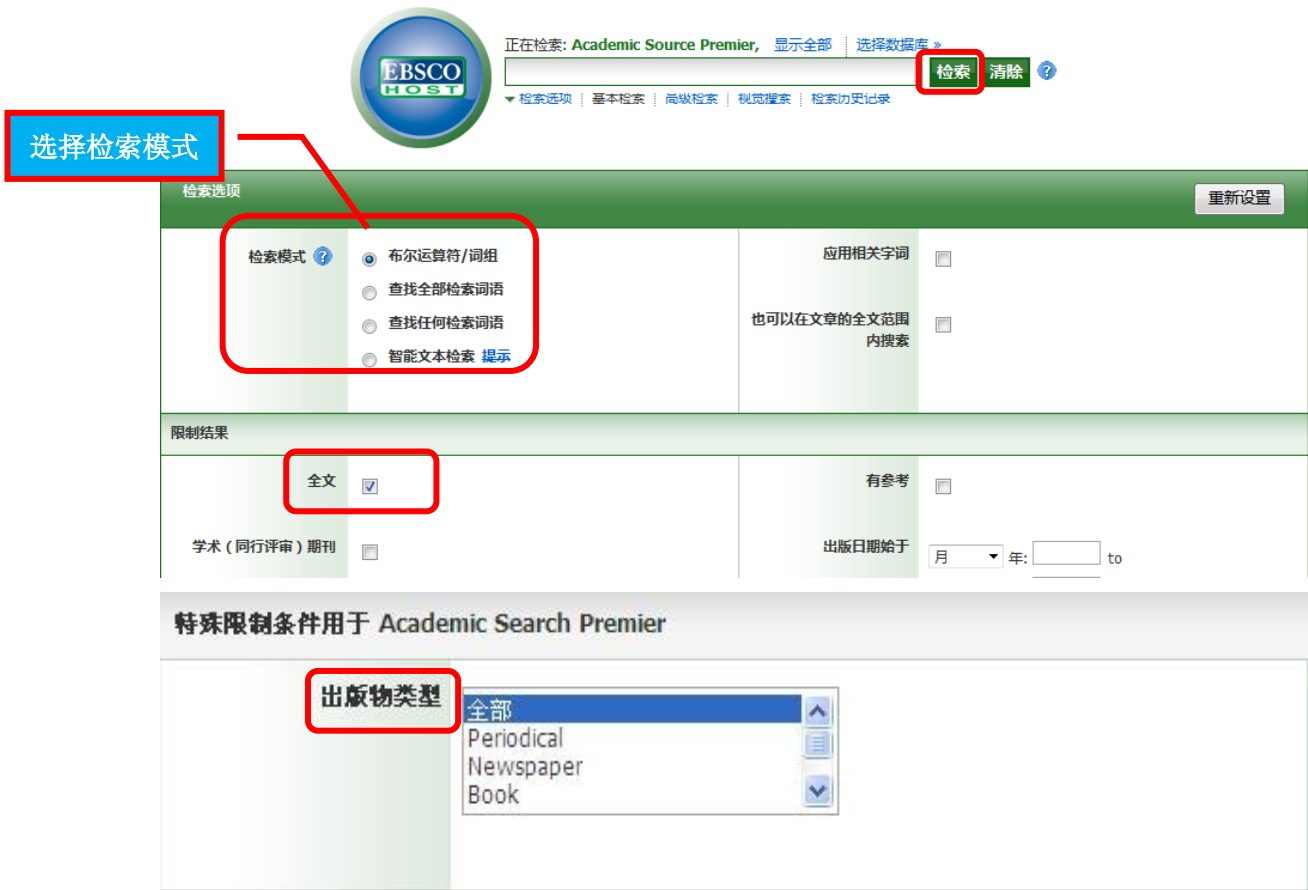 正在检索: Academic Source Premier, 显示全部 选择数据库 »
EBSCO
HOST
检索 清除 ?
检索选项 基本检索 高级检索 视觉搜索 检索历史记录
选择检索模式
检索选项 重新设置
检索模式 ? 布尔运算符/词组
查找全部检索词语
查找任何检索词语
智能文本检索 提示
应用相关字词
也可以在文章的全文范围
内搜索
限制结果
全文
有参考
学术(同行评审)期刊
出版日期始于 月 年: to
特殊限制条件用于 Academic Search Premier
出版物类型
全部
Periodical
Newspaper
Book